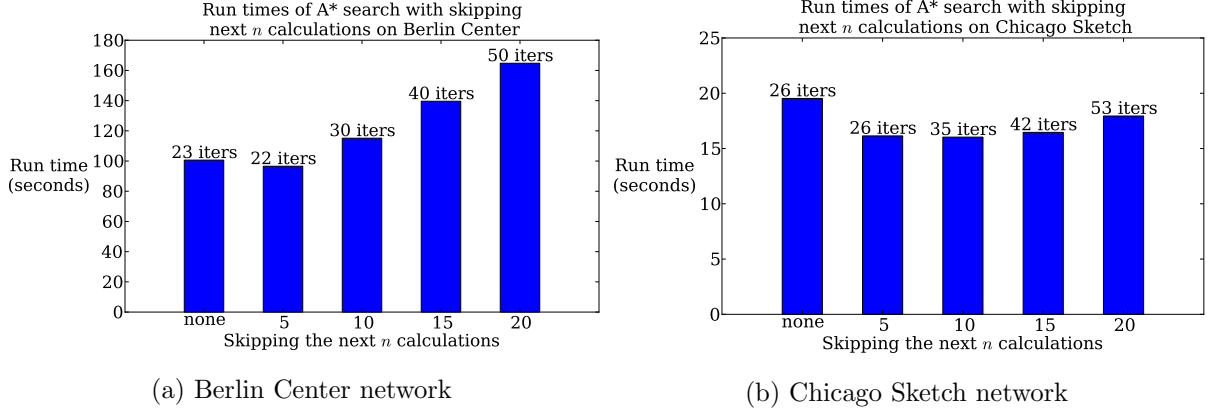 Run times of A* search with skipping
next n calculations on Berlin Center
180
160
140
120
100
80
60
40
20
0
Run time
(seconds)
23 iters
22 iters
30 iters
40 iters
50 iters
none
5
10
15
20
Skipping the next n calculations
(a) Berlin Center network
Run times of A* search with skipping
next n calculations on Chicago Sketch
25
20
15
10
5
0
Run time
(seconds)
26 iters
26 iters
35 iters
42 iters
53 iters
none
5
10
15
20
Skipping the next n calculations
(b) Chicago Sketch network